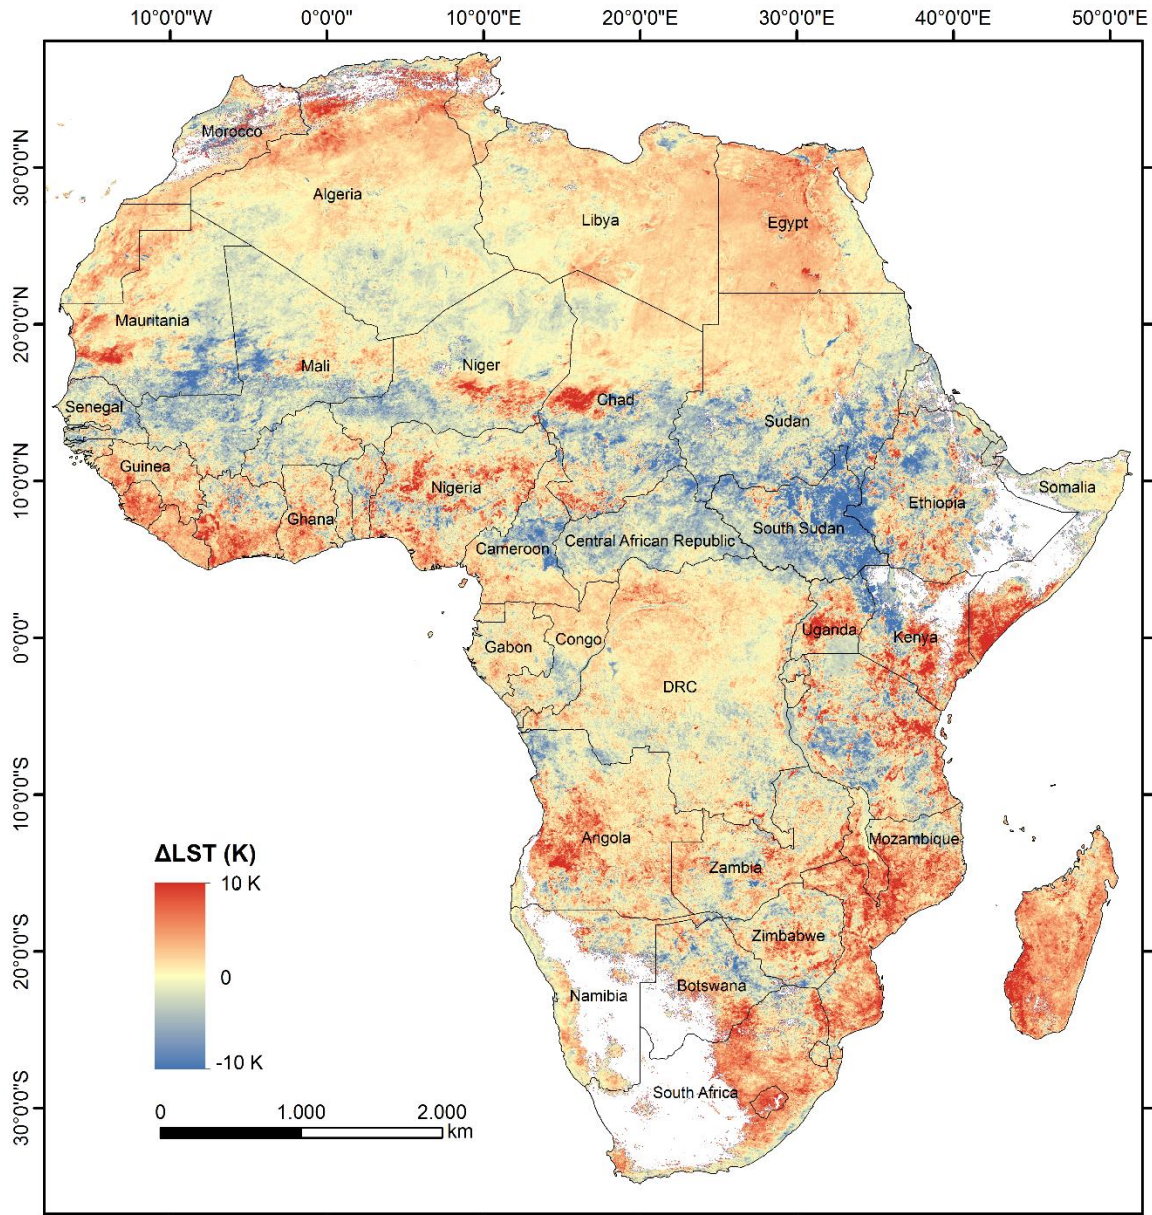 10°0'0"W 0°0'0" 10°0'0"E 20°0'0"E 30°0'0"E 40°0'0"E 50°0'0"E
30°0'0"N
20°0'0"N
10°0'0"N
0°0'0"
10°0'0"S
20°0'0"S
30°0'0"S
Morocco
Algeria
Libya
Egypt
Mauritania
Mali
Niger
Chad
Senegal
Sudan
Guinea
Nigeria
Ethiopia
Somalia
Ghana
South Sudan
Cameroon
Central African Republic
Uganda
Kenya
Gabon
Congo
DRC
Angola
Mozambique
Zambia
Zimbabwe
Namibia
Botswana
South Africa
ΔLST (K)
10 K
0
-10 K
0 1.000 2.000
km